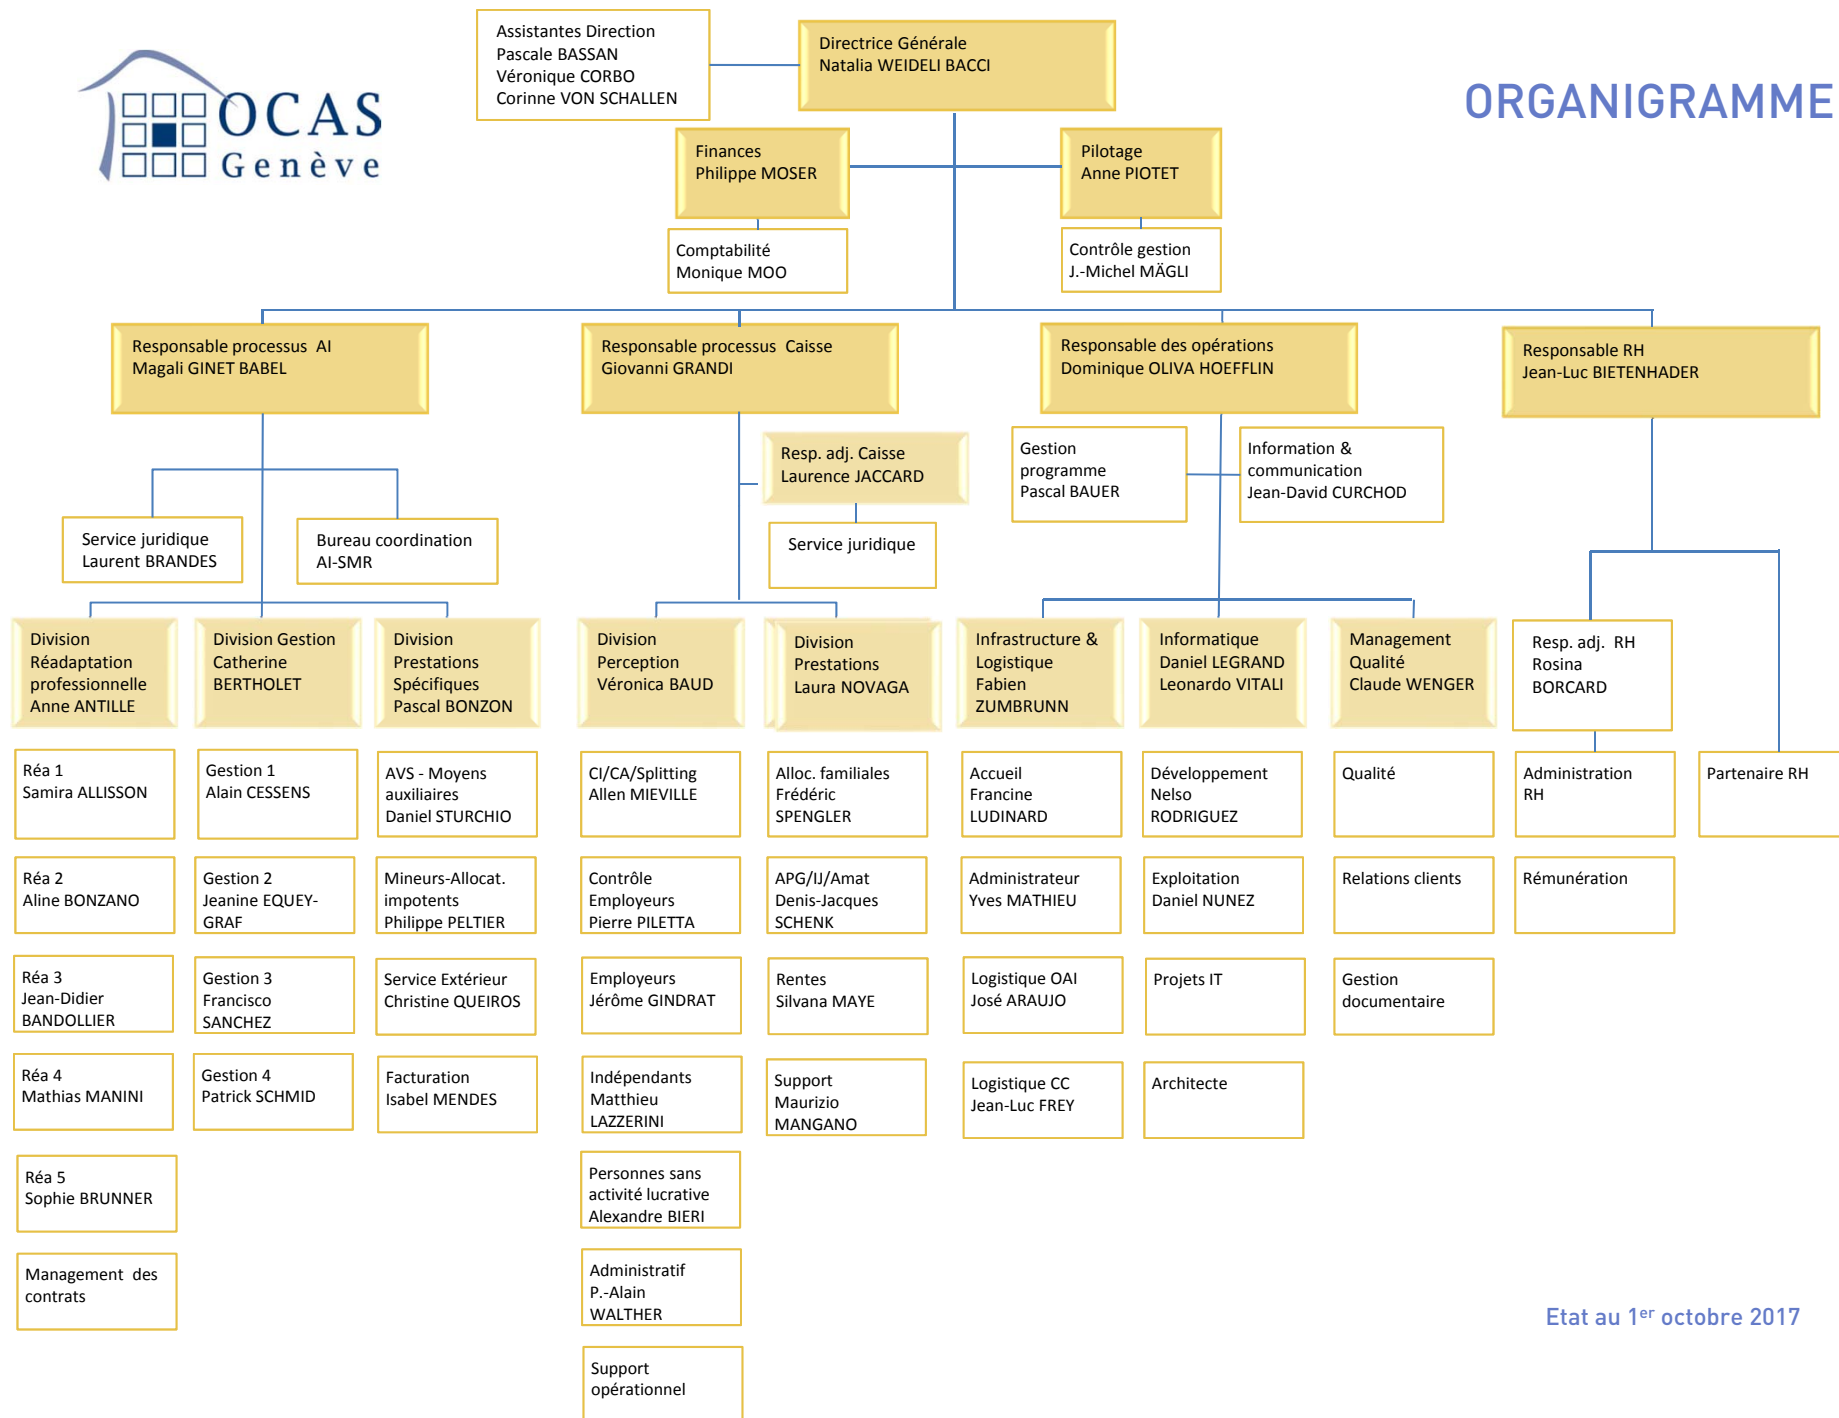 OCAS
Genève
Assistantes Direction
Pascale BASSAN
Véronique CORBO
Corinne VON SCHALLEN
Directrice Générale
Natalia WEIDELI BACCI
ORGANIGRAMME
Finances
Philippe MOSER
Pilotage
Anne PIOTET
Comptabilité
Monique MOO
Contrôle gestion
J.-Michel MÄGLI
Responsable processus AI
Magali GINET BABEL
Responsable processus Caisse
Giovanni GRANDI
Responsable des opérations
Dominique OLIVA HOEFFLIN
Responsable RH
Jean-Luc BIETENHADER
Resp. adj. Caisse
Laurence JACCARD
Gestion
programme
Pascal BAUER
Information &
communication
Jean-David CURCHOD
Service juridique
Laurent BRANDES
Bureau coordination
AI-SMR
Service juridique
Division
Réadaptation
professionnelle
Anne ANTILLE
Division Gestion
Catherine
BERTHOLET
Division
Prestations
Spécifiques
Pascal BONZON
Division
Perception
Véronica BAUD
Division
Prestations
Laura NOVAGA
Infrastructure &
Logistique
Fabien
ZUMBRUNN
Informatique
Daniel LEGRAND
Leonardo VITALI
Management
Qualité
Claude WENGER
Resp. adj. RH
Rosina
BORCARD
Réa 1
Samira ALLISSON
Gestion 1
Alain CESSENS
AVS - Moyens
auxiliaires
Daniel STURCHIO
CI/CA/Splitting
Allen MIEVILLE
Alloc. familiales
Frédéric
SPENGLER
Accueil
Francine
LUDINARD
Développement
Nelso
RODRIGUEZ
Qualité
Administration
RH
Partenaire RH
Réa 2
Aline BONZANO
Gestion 2
Jeanine EQUEY-
GRAF
Mineurs-Allocat.
impotents
Philippe PELTIER
Contrôle
Employeurs
Pierre PILETTA
APG/IJ/Amat
Denis-Jacques
SCHENK
Administrateur
Yves MATHIEU
Exploitation
Daniel NUNEZ
Relations clients
Rémunération
Réa 3
Jean-Didier
BANDOLLIER
Gestion 3
Francisco
SANCHEZ
Service Extérieur
Christine QUEIROS
Employeurs
Jérôme GINDRAT
Rentes
Silvana MAYE
Logistique OAI
José ARAUJO
Projets IT
Gestion
documentaire
Réa 4
Mathias MANINI
Gestion 4
Patrick SCHMID
Facturation
Isabel MENDES
Indépendants
Matthieu
LAZZERINI
Support
Maurizio
MANGANO
Logistique CC
Jean-Luc FREY
Architecte
Réa 5
Sophie BRUNNER
Personnes sans
activité lucrative
Alexandre BIERI
Management des
contrats
Administratif
P.-Alain
WALTHER
Support
opérationnel
Etat au 1er octobre 2017